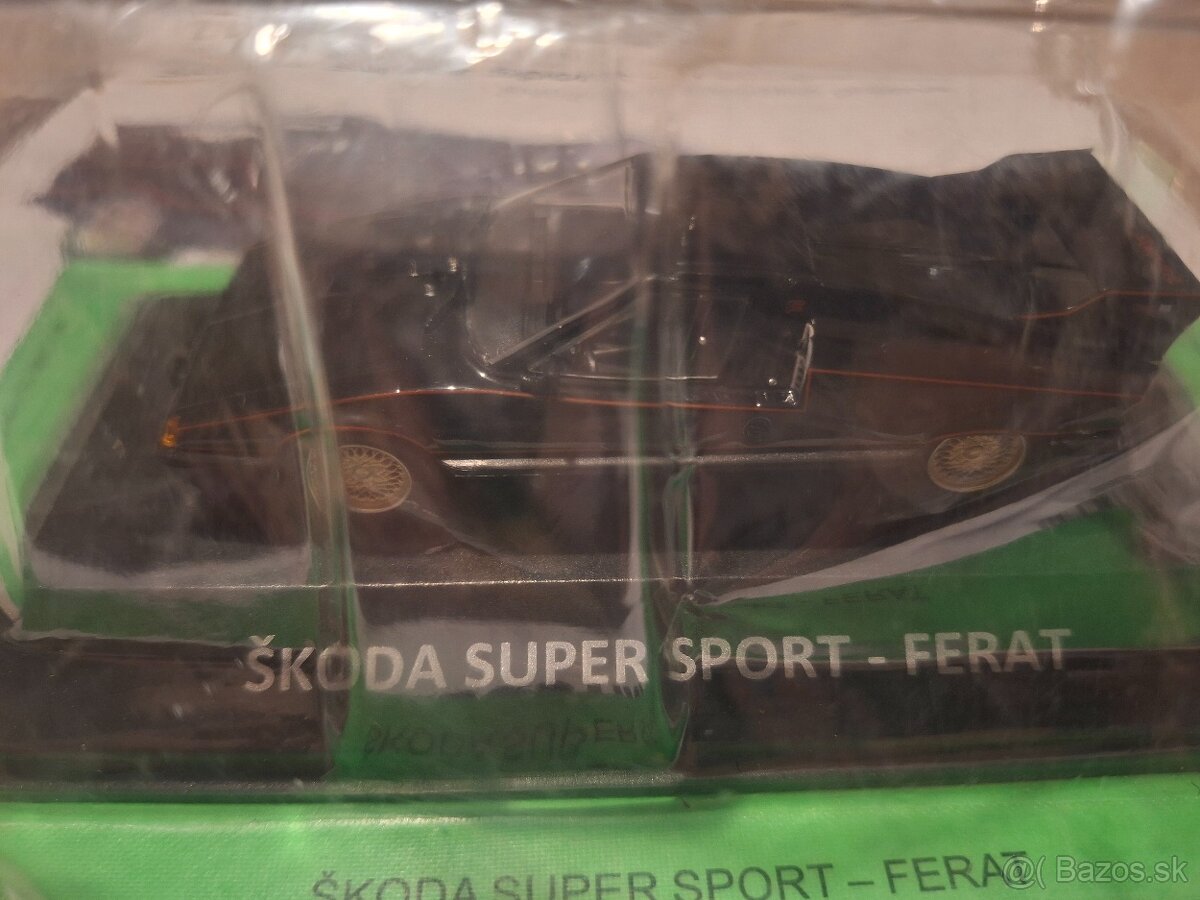 ŠKODA SUPER SPORT - FERAT
ŠKODA SUPER SPORT – FERAT
@( Bazos.sk